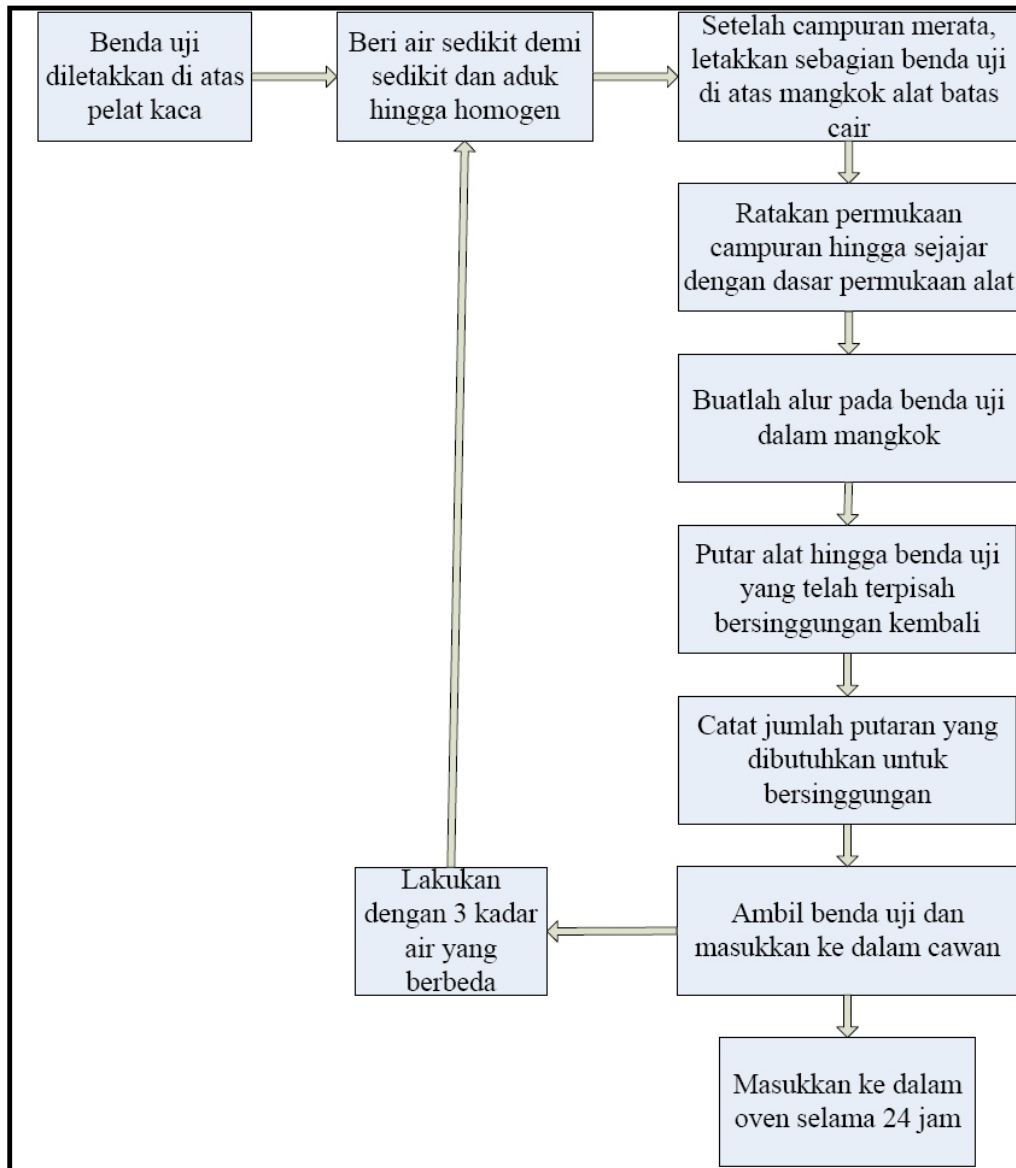 Benda uji
diletakkan di atas
pelat kaca
Beri air sedikit demi
sedikit dan aduk
hingga homogen
Setelah campuran merata,
letakkan sebagian benda uji
di atas mangkok alat batas
cair
Ratakan permukaan
campuran hingga sejajar
dengan dasar permukaan alat
Buatlah alur pada benda uji
dalam mangkok
Putar alat hingga benda uji
yang telah terpisah
bersinggungan kembali
Catat jumlah putaran yang
dibutuhkan untuk
bersinggungan
Ambil benda uji dan
masukkan ke dalam cawan
Lakukan
dengan 3 kadar
air yang
berbeda
Masukkan ke dalam
oven selama 24 jam